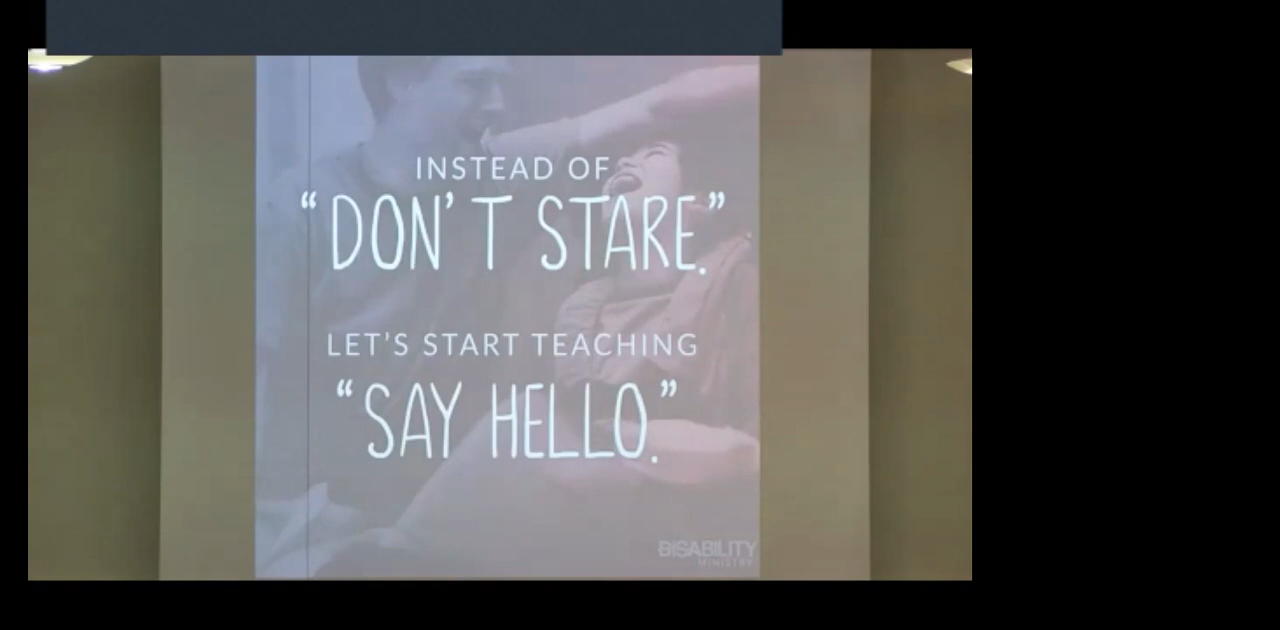 INSTEAD OF
“DON’T STARE.”
LET’S START TEACHING
“SAY HELLO.”
DISABILITY
MINISTRY